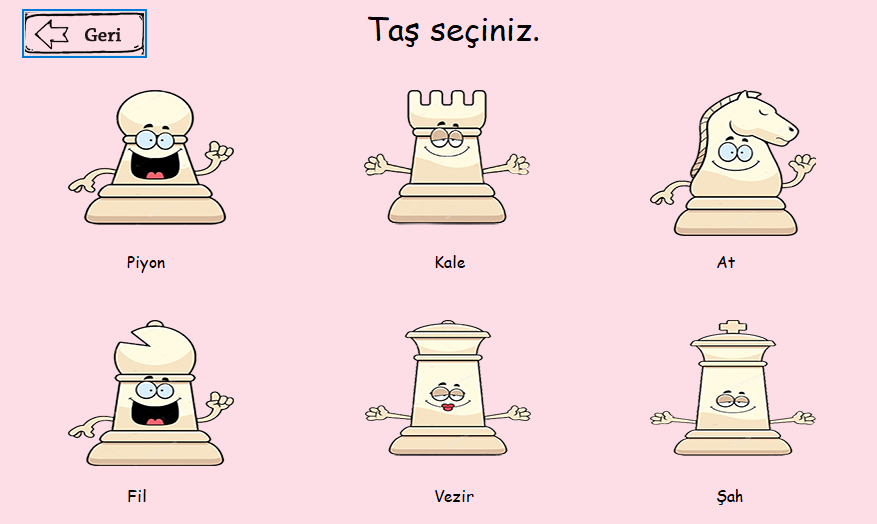 Geri
Taş seçiniz.
Piyon
Kale
At
Fil
Vezir
Şah